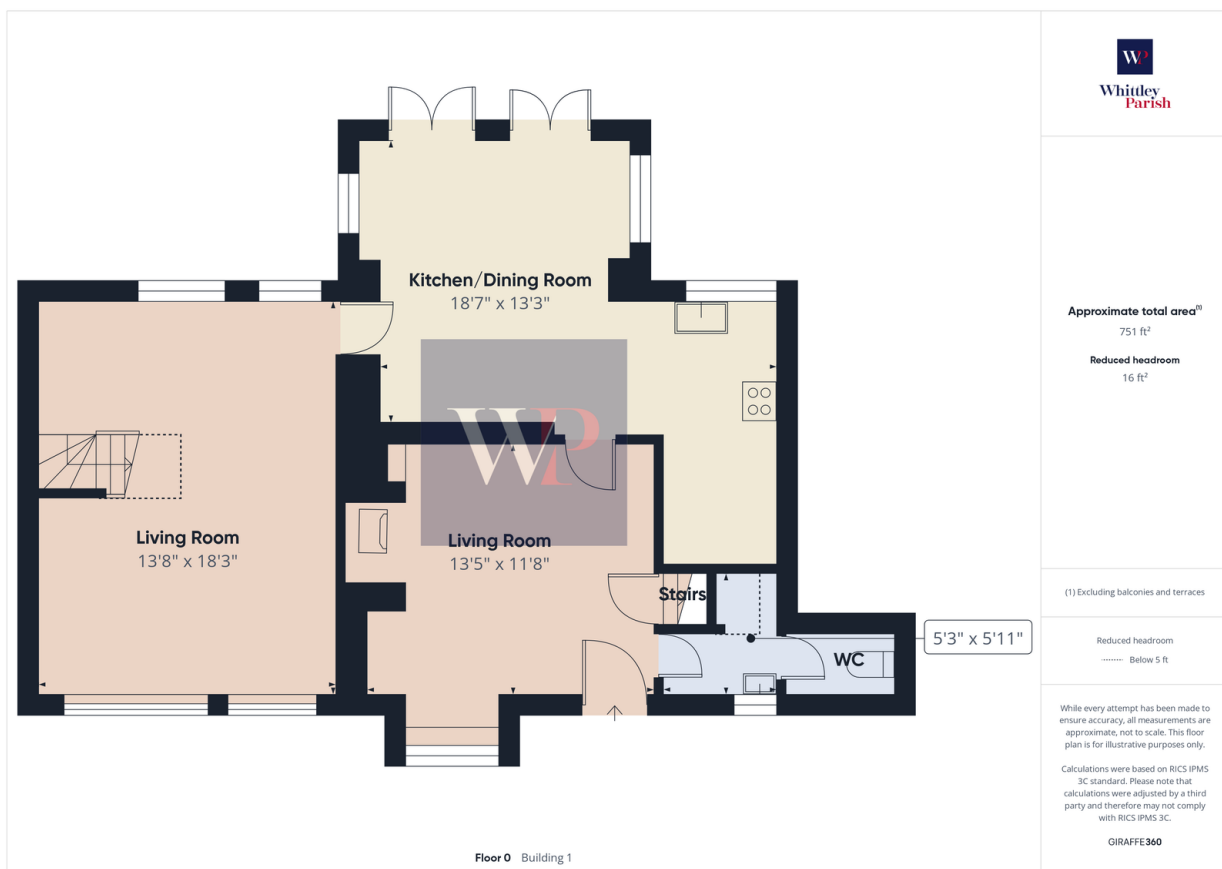 WP
Whittley
Parish
Kitchen/Dining Room
18'7" x 13'3"
WP
Living Room
13'8" x 18'3"
Living Room
13'5" x 11'8"
Stairs
WC
5'3" x 5'11"
Floor 0 Building 1
Approximate total area⁽¹⁾
751 ft²
Reduced headroom
16 ft²
(1) Excluding balconies and terraces
Reduced headroom
Below 5 ft
While every attempt has been made to
ensure accuracy, all measurements are
approximate, not to scale. This floor
plan is for illustrative purposes only.
Calculations were based on RICS IPMS
3C standard. Please note that
calculations were adjusted by a third
party and therefore may not comply
with RICS IPMS 3C.
GIRAFFE360